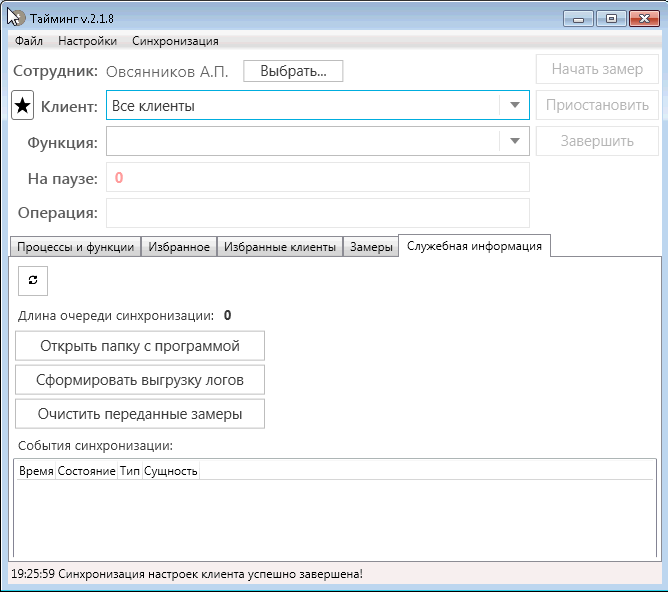 Тайминг v.2.1.8
Файл Настройки Синхронизация
Сотрудник: Овсянников А.П. Выбрать... Начать замер
Клиент: Все клиенты Приостановить
Функция: Завершить
На паузе: 0
Операция:
Процессы и функции Избранное Избранные клиенты Замеры Служебная информация
Длина очереди синхронизации: 0
Открыть папку с программой
Сформировать выгрузку логов
Очистить переданные замеры
События синхронизации:
Время Состояние Тип Сущность
19:25:59 Синхронизация настроек клиента успешно завершена!